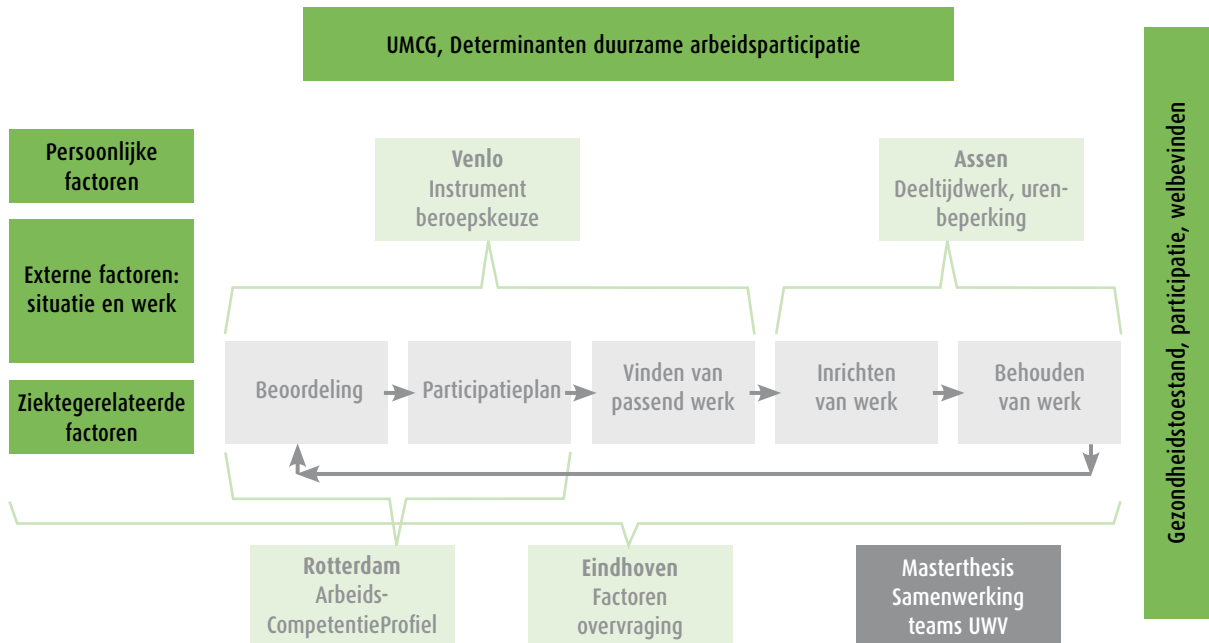 UMCG, Determinanten duurzame arbeidsparticipatie
Persoonlijke
factoren
Externe factoren:
situatie en werk
Ziektegerelateerde
factoren
Venlo
Instrument
beroepskeuze
Assen
Deeltijdwerk, uren-
beperking
Beoordeling
Participatieplan
Vinden van
passend werk
Inrichten
van werk
Behouden
van werk
Rotterdam
Arbeids-
CompetentieProfiel
Eindhoven
Factoren
overvraging
Masterthesis
Samenwerking
teams UWV
Gezondheidstoestand, participatie, welbevinden